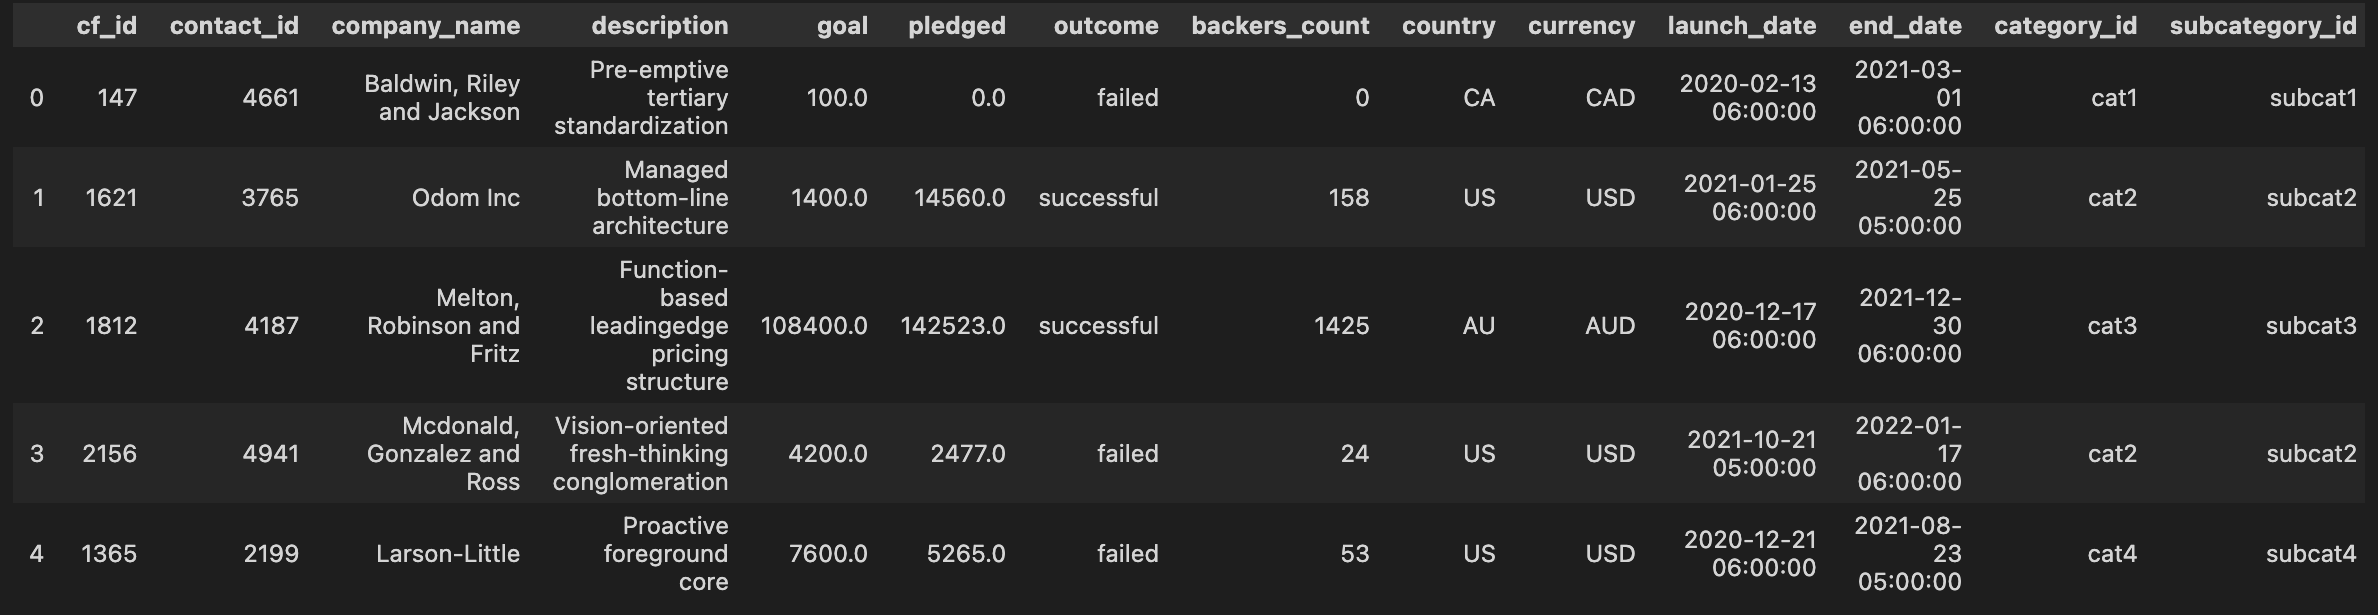 cf_id contact_id company_name description goal pledged outcome backers_count country currency launch_date end_date category_id subcategory_id
0 147 4661 Baldwin, Riley and Jackson Pre-emptive tertiary standardization 100.0 0.0 failed 0 CA CAD 2020-02-13 06:00:00 2021-03-01 06:00:00 cat1 subcat1
1 1621 3765 Odom Inc Managed bottom-line architecture 1400.0 14560.0 successful 158 US USD 2021-01-25 06:00:00 2021-05-25 05:00:00 cat2 subcat2
2 1812 4187 Melton, Robinson and Fritz Function-based leadingedge pricing structure 108400.0 142523.0 successful 1425 AU AUD 2020-12-17 06:00:00 2021-12-30 06:00:00 cat3 subcat3
3 2156 4941 Mcdonald, Gonzalez and Ross Vision-oriented fresh-thinking conglomeration 4200.0 2477.0 failed 24 US USD 2021-10-21 05:00:00 2022-01-17 06:00:00 cat2 subcat2
4 1365 2199 Larson-Little Proactive foreground core 7600.0 5265.0 failed 53 US USD 2020-12-21 06:00:00 2021-08-23 05:00:00 cat4 subcat4